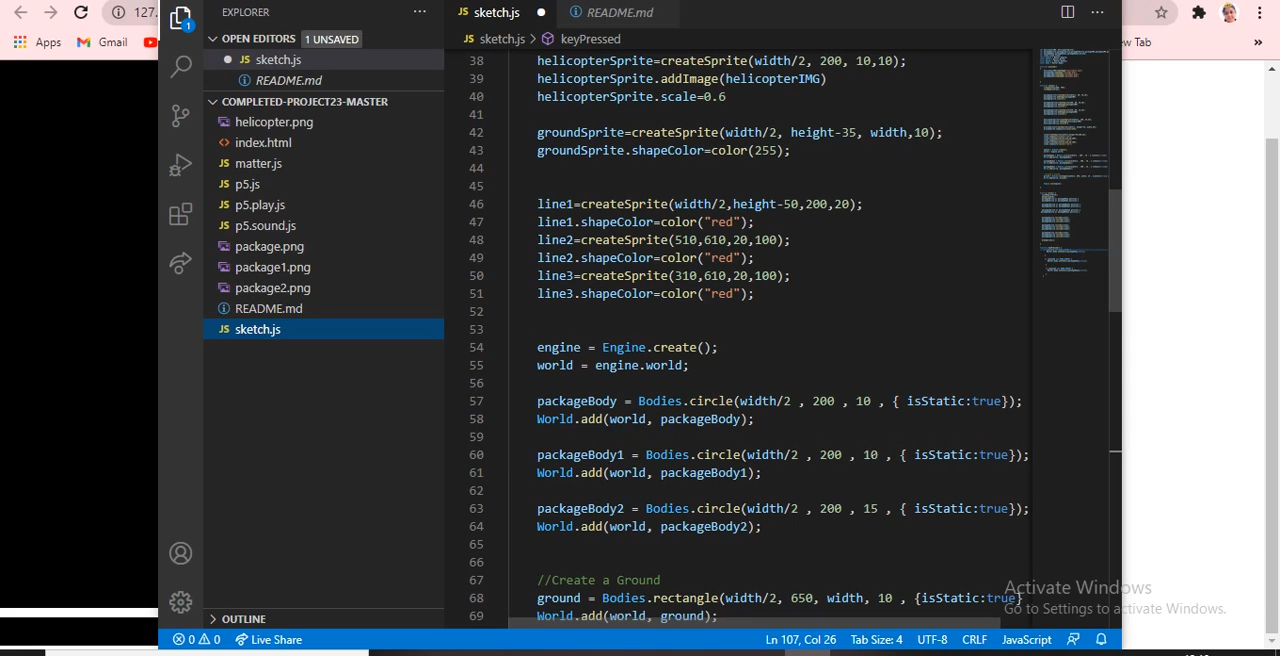 127.
Apps
Gmail
ew Tab
»
1
EXPLORER
OPEN EDITORS 1 UNSAVED
JS sketch.js
README.md
COMPLETED-PROJECT23-MASTER
helicopter.png
<> index.html
JS matter.js
JS p5.js
JS p5.play.js
JS p5.sound.js
package.png
package1.png
package2.png
README.md
JS sketch.js
OUTLINE
JS sketch.js ● README.md
JS sketch.js > keyPressed
38 helicopterSprite=createSprite(width/2, 200, 10,10);
39 helicopterSprite.addImage(helicopterIMG)
40 helicopterSprite.scale=0.6
41
42 groundSprite=createSprite(width/2, height-35, width,10);
43 groundSprite.shapeColor=color(255);
44
45
46 line1=createSprite(width/2,height-50,200,20);
47 line1.shapeColor=color("red");
48 line2=createSprite(510,610,20,100);
49 line2.shapeColor=color("red");
50 line3=createSprite(310,610,20,100);
51 line3.shapeColor=color("red");
52
53
54 engine = Engine.create();
55 world = engine.world;
56
57 packageBody = Bodies.circle(width/2 , 200 , 10 , { isStatic:true});
58 World.add(world, packageBody);
59
60 packageBody1 = Bodies.circle(width/2 , 200 , 10 , { isStatic:true});
61 World.add(world, packageBody1);
62
63 packageBody2 = Bodies.circle(width/2 , 200 , 15 , { isStatic:true});
64 World.add(world, packageBody2);
65
66
67 //Create a Ground
68 ground = Bodies.rectangle(width/2, 650, width, 10 , {isStatic:true}
69 World.add(world, ground);
Activate Windows
Go to Settings to activate Windows.
0 0 Live Share
Ln 107, Col 26 Tab Size: 4 UTF-8 CRLF JavaScript